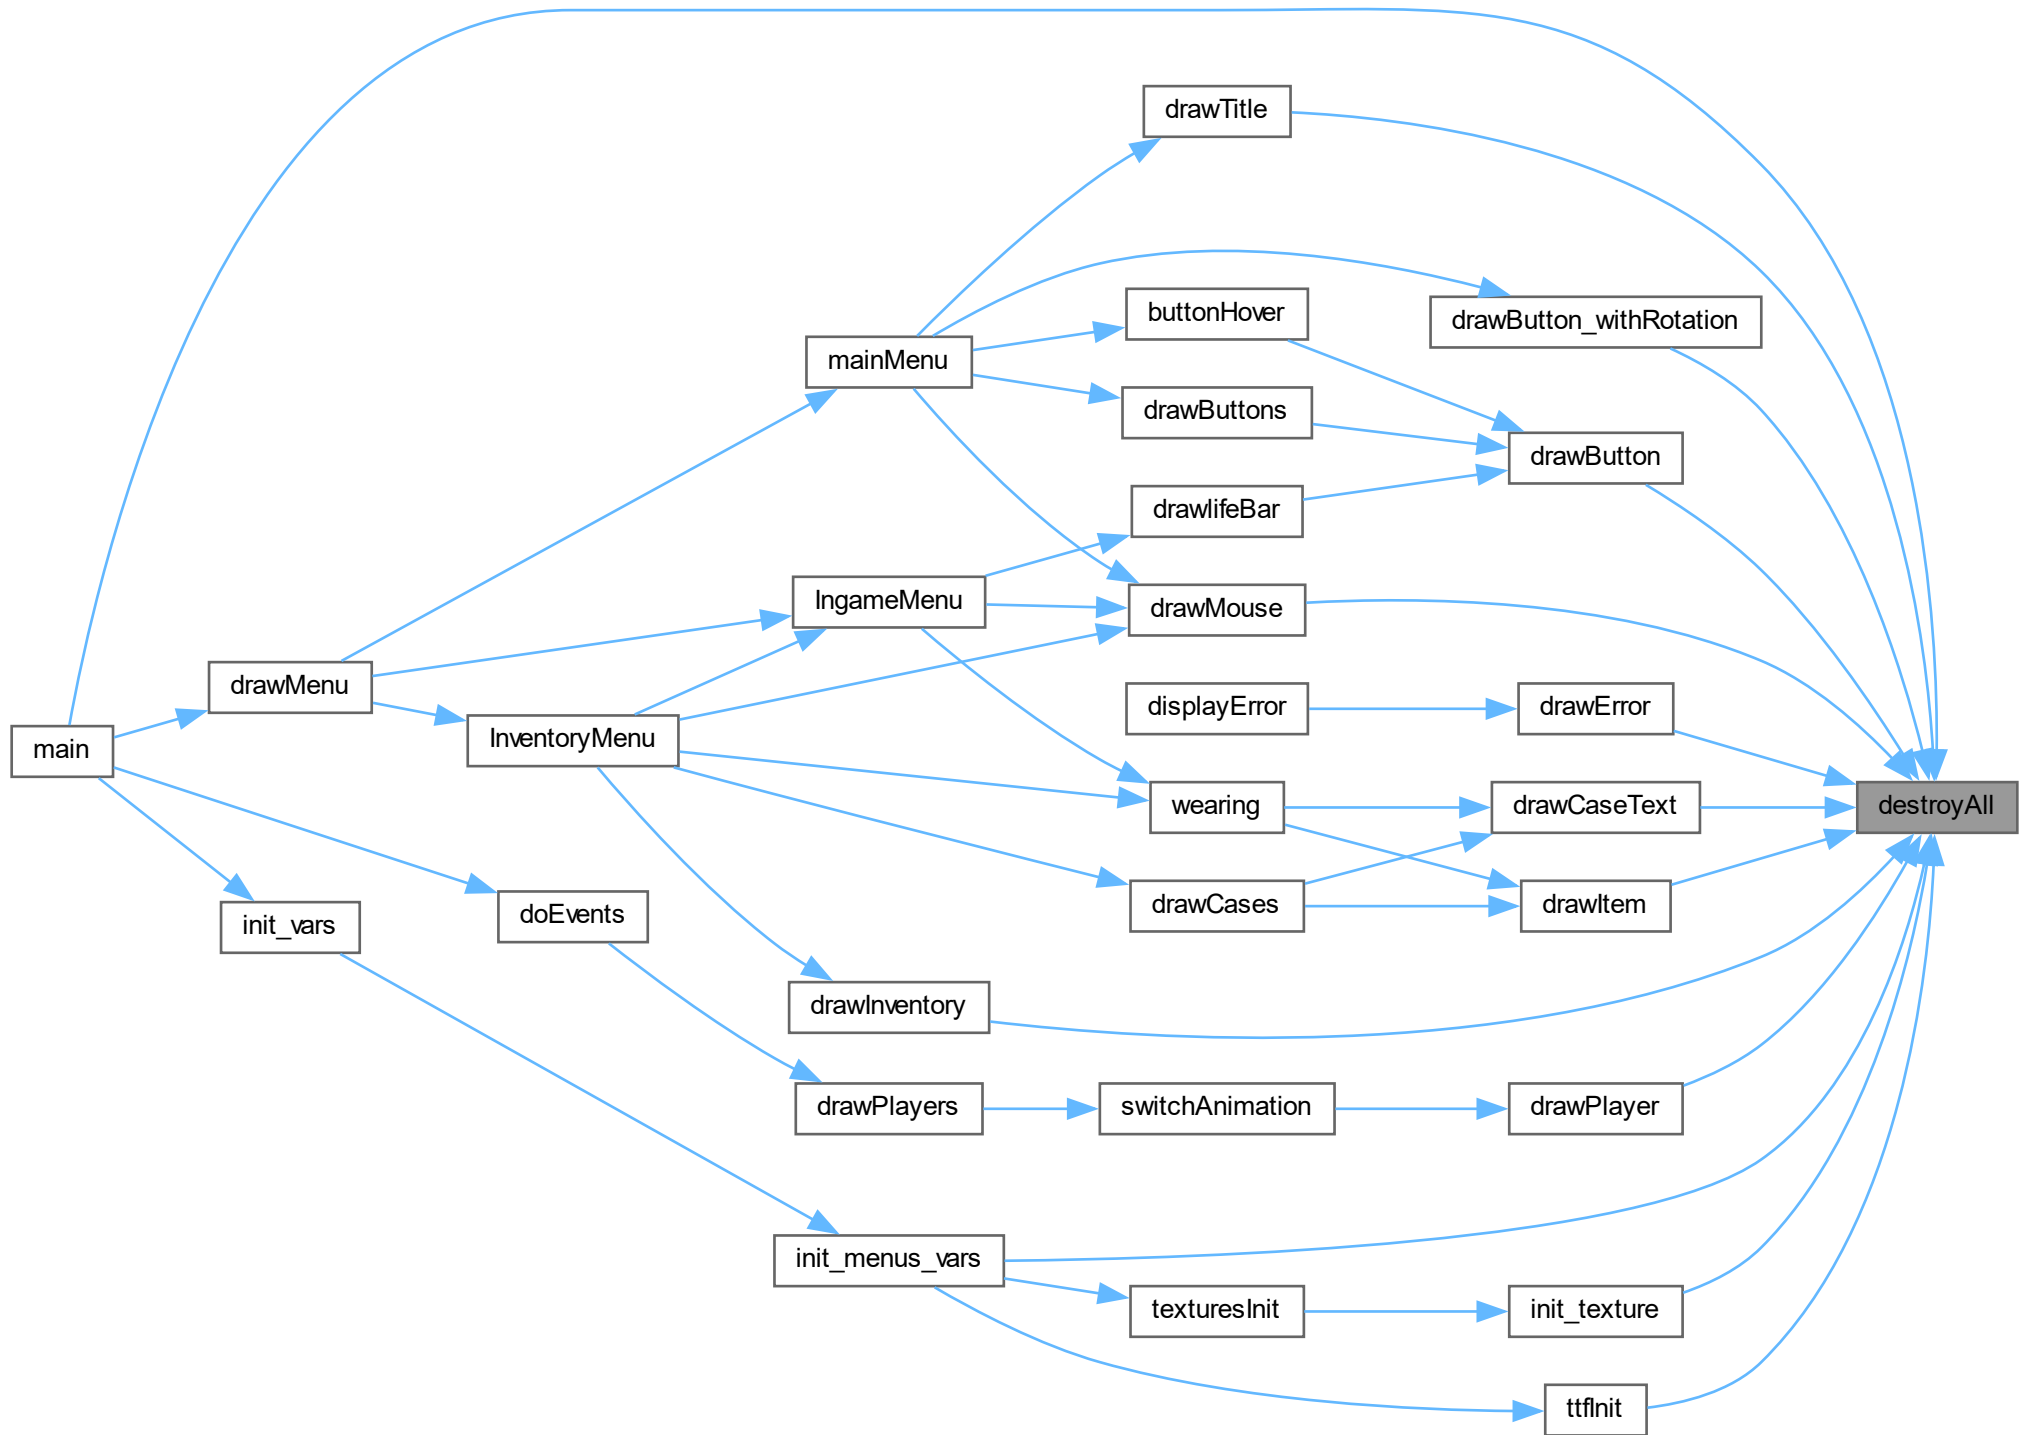 drawTitle
buttonHover
drawButton_withRotation
mainMenu
drawButtons
drawButton
drawlifeBar
IngameMenu
drawMouse
drawMenu
displayError
drawError
main
InventoryMenu
wearing
drawCaseText
destroyAll
init_vars
doEvents
drawCases
drawItem
drawInventory
drawPlayers
switchAnimation
drawPlayer
init_menus_vars
texturesInit
init_texture
ttfInit